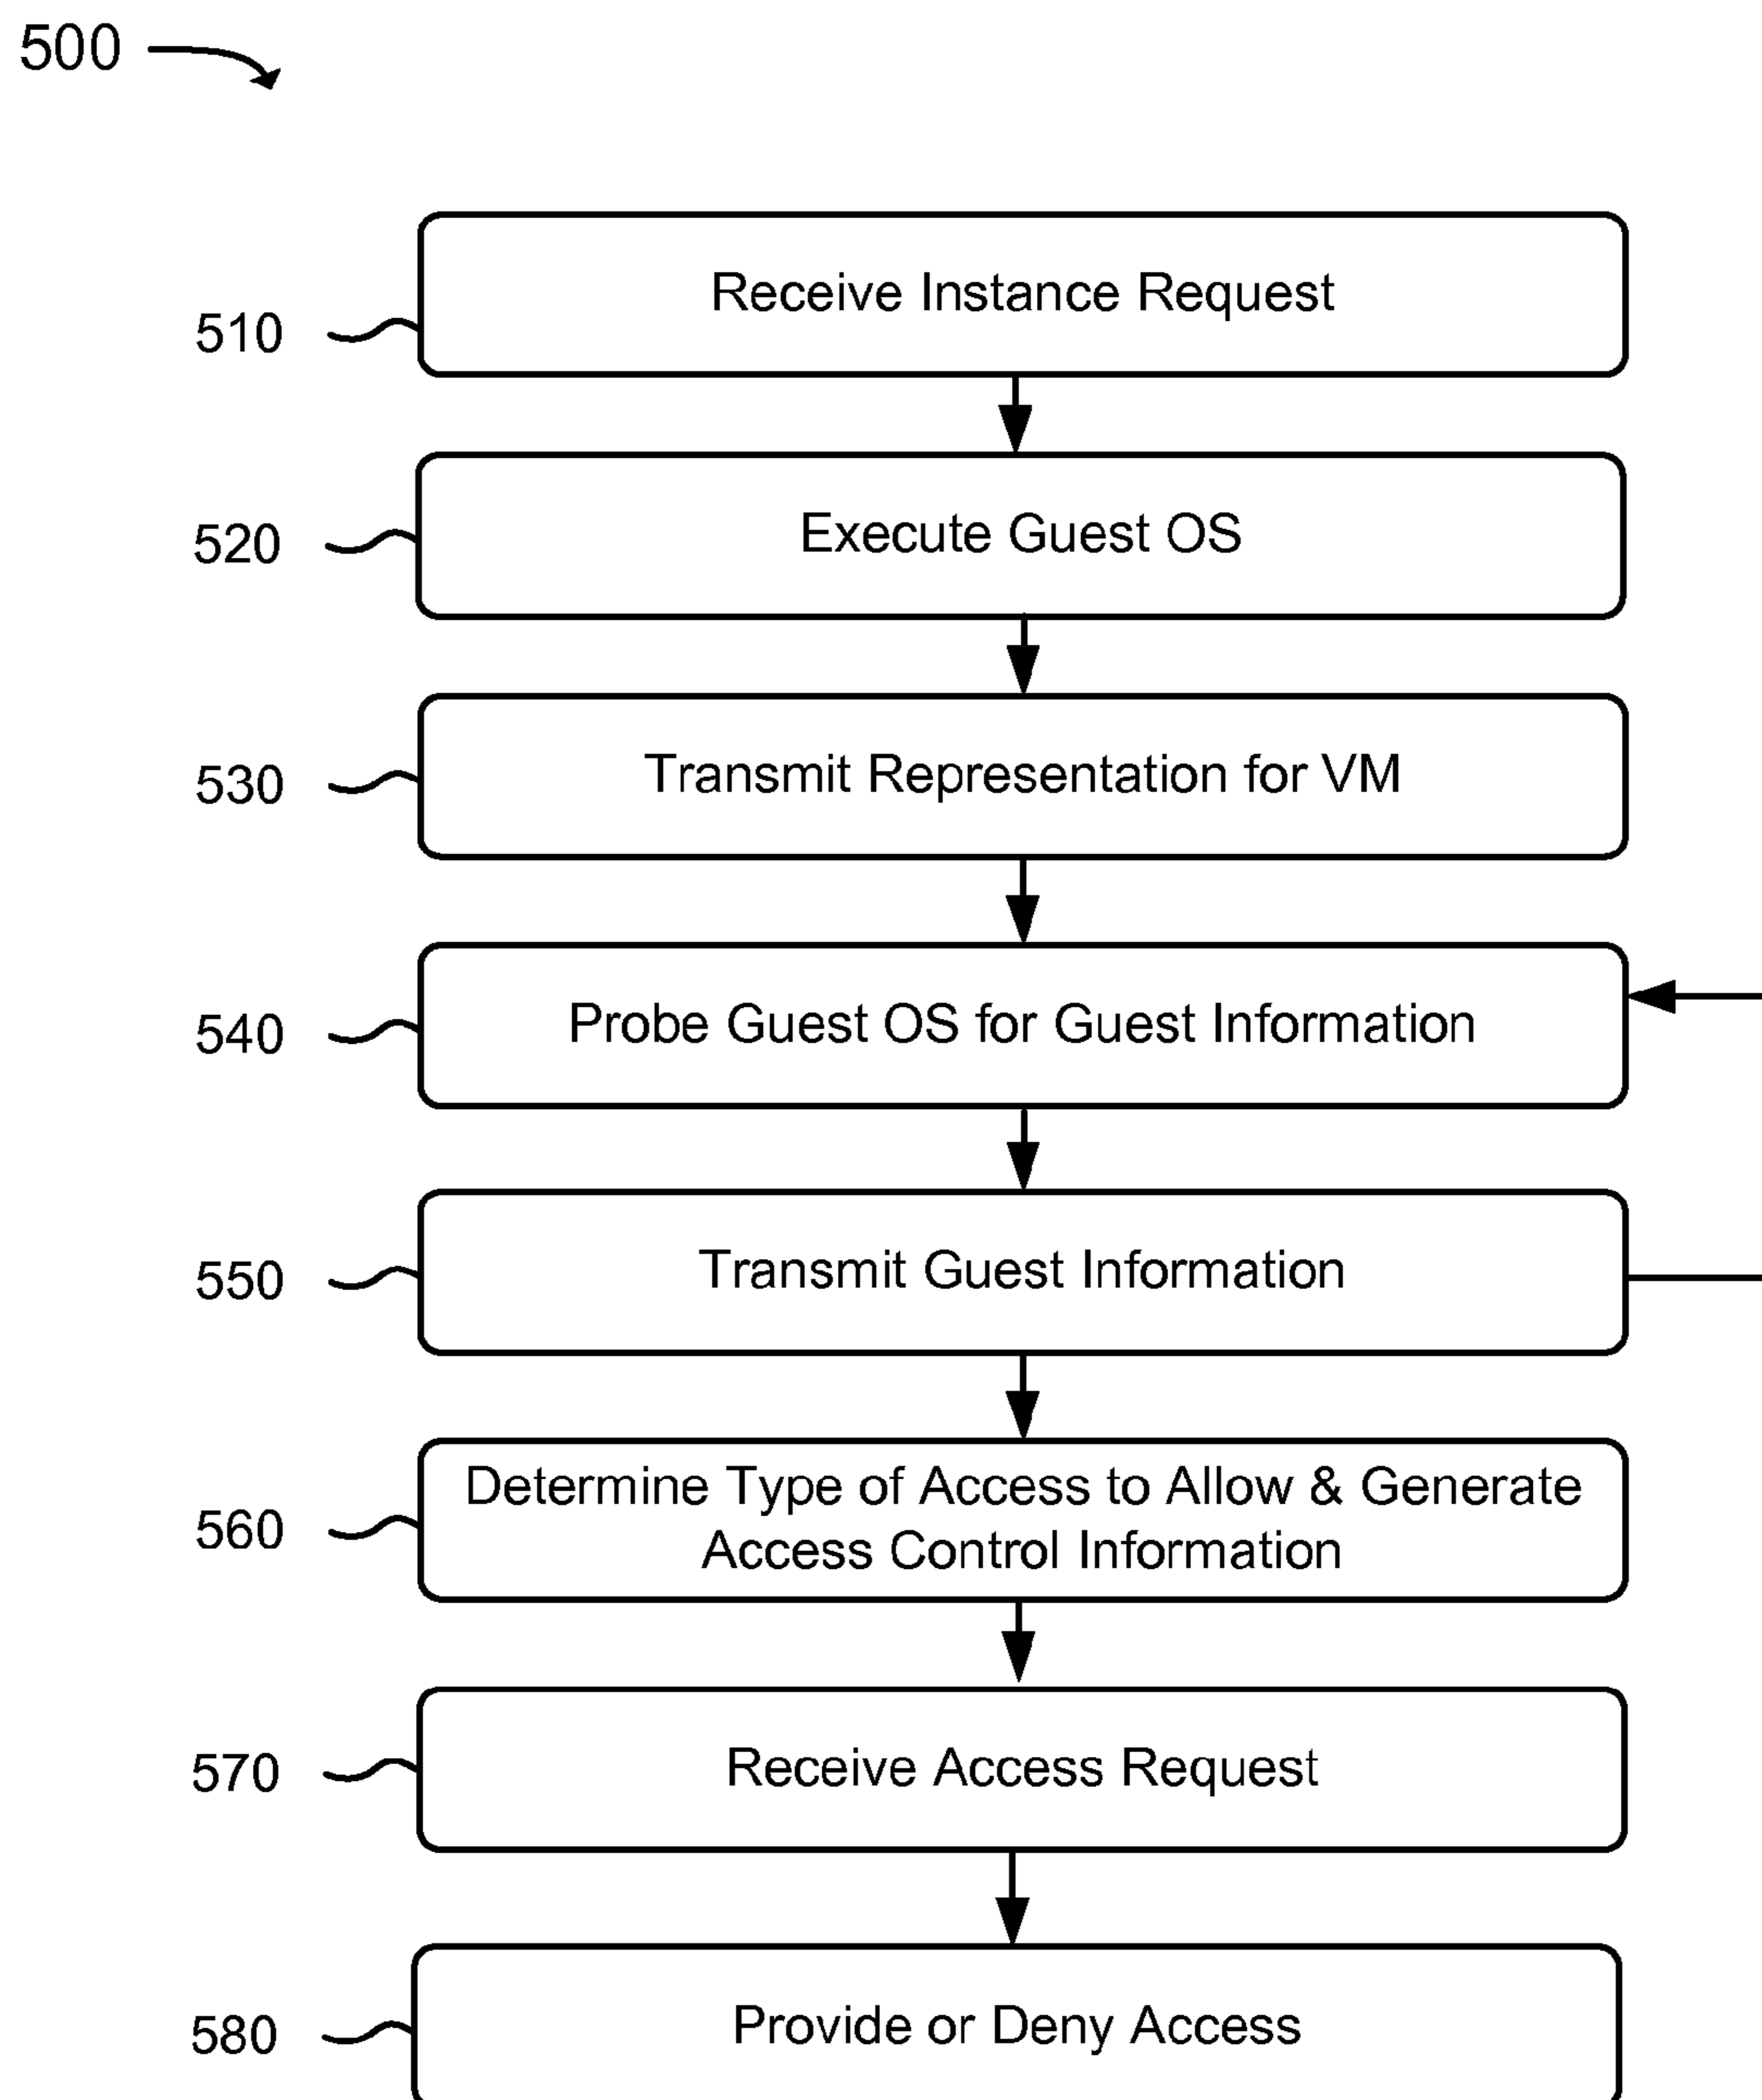 500
Receive Instance Request
510
Execute Guest OS
520
Transmit Representation for VM
530
Probe Guest OS for Guest Information
540
Transmit Guest Information
550
Determine Type of Access to Allow & Generate
Access Control Information
560
Receive Access Request
570
Provide or Deny Access
580